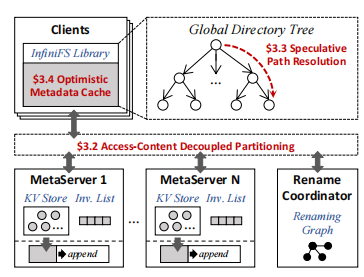 Clients
InfiniFS Library
$3.4 Optimistic
Metadata Cache
Global Directory Tree
$3.3 Speculative
Path Resolution
...
$3.2 Access-Content Decoupled Partitioning
MetaServer 1
KV Store Inv. List
...
append
...
MetaServer N
KV Store Inv. List
...
append
Rename
Coordinator
Renaming
Graph